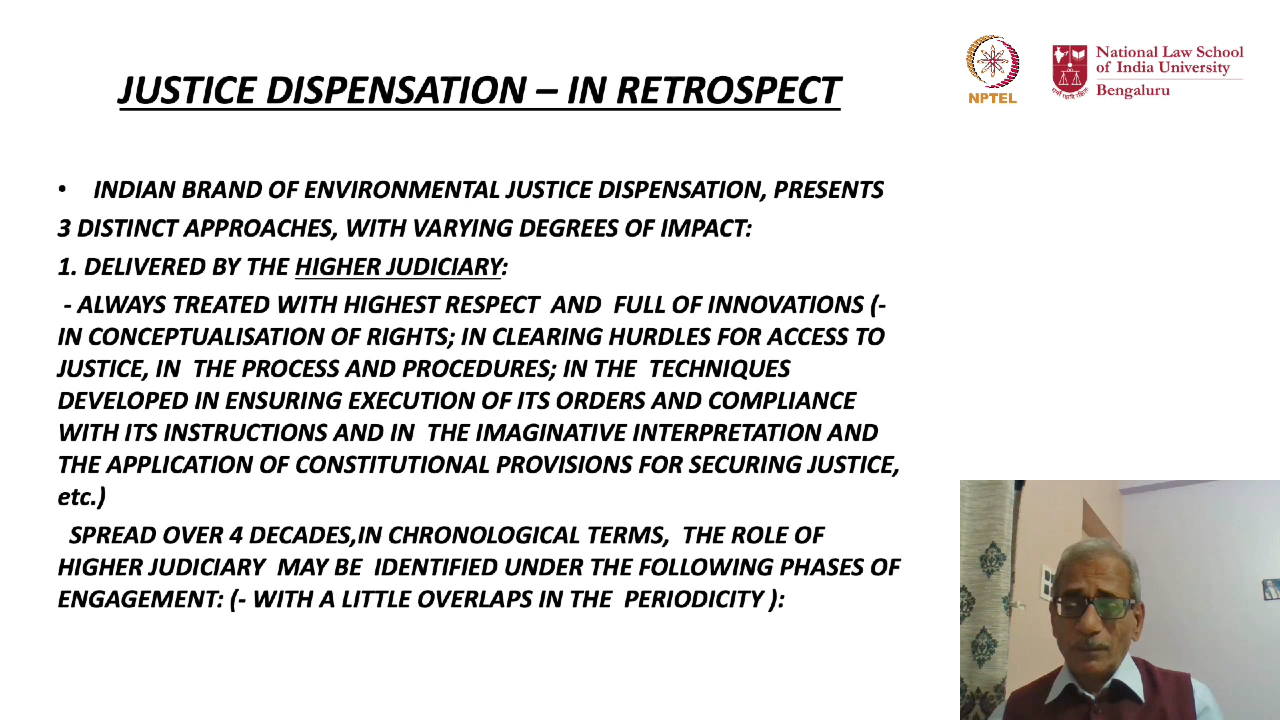 JUSTICE DISPENSATION – IN RETROSPECT
NPTEL
National Law School
of India University
Bengaluru
• INDIAN BRAND OF ENVIRONMENTAL JUSTICE DISPENSATION, PRESENTS
3 DISTINCT APPROACHES, WITH VARYING DEGREES OF IMPACT:
1. DELIVERED BY THE HIGHER JUDICIARY:
- ALWAYS TREATED WITH HIGHEST RESPECT AND FULL OF INNOVATIONS (-
IN CONCEPTUALISATION OF RIGHTS; IN CLEARING HURDLES FOR ACCESS TO
JUSTICE, IN THE PROCESS AND PROCEDURES; IN THE TECHNIQUES
DEVELOPED IN ENSURING EXECUTION OF ITS ORDERS AND COMPLIANCE
WITH ITS INSTRUCTIONS AND IN THE IMAGINATIVE INTERPRETATION AND
THE APPLICATION OF CONSTITUTIONAL PROVISIONS FOR SECURING JUSTICE,
etc.)
SPREAD OVER 4 DECADES,IN CHRONOLOGICAL TERMS, THE ROLE OF
HIGHER JUDICIARY MAY BE IDENTIFIED UNDER THE FOLLOWING PHASES OF
ENGAGEMENT: (- WITH A LITTLE OVERLAPS IN THE PERIODICITY ):